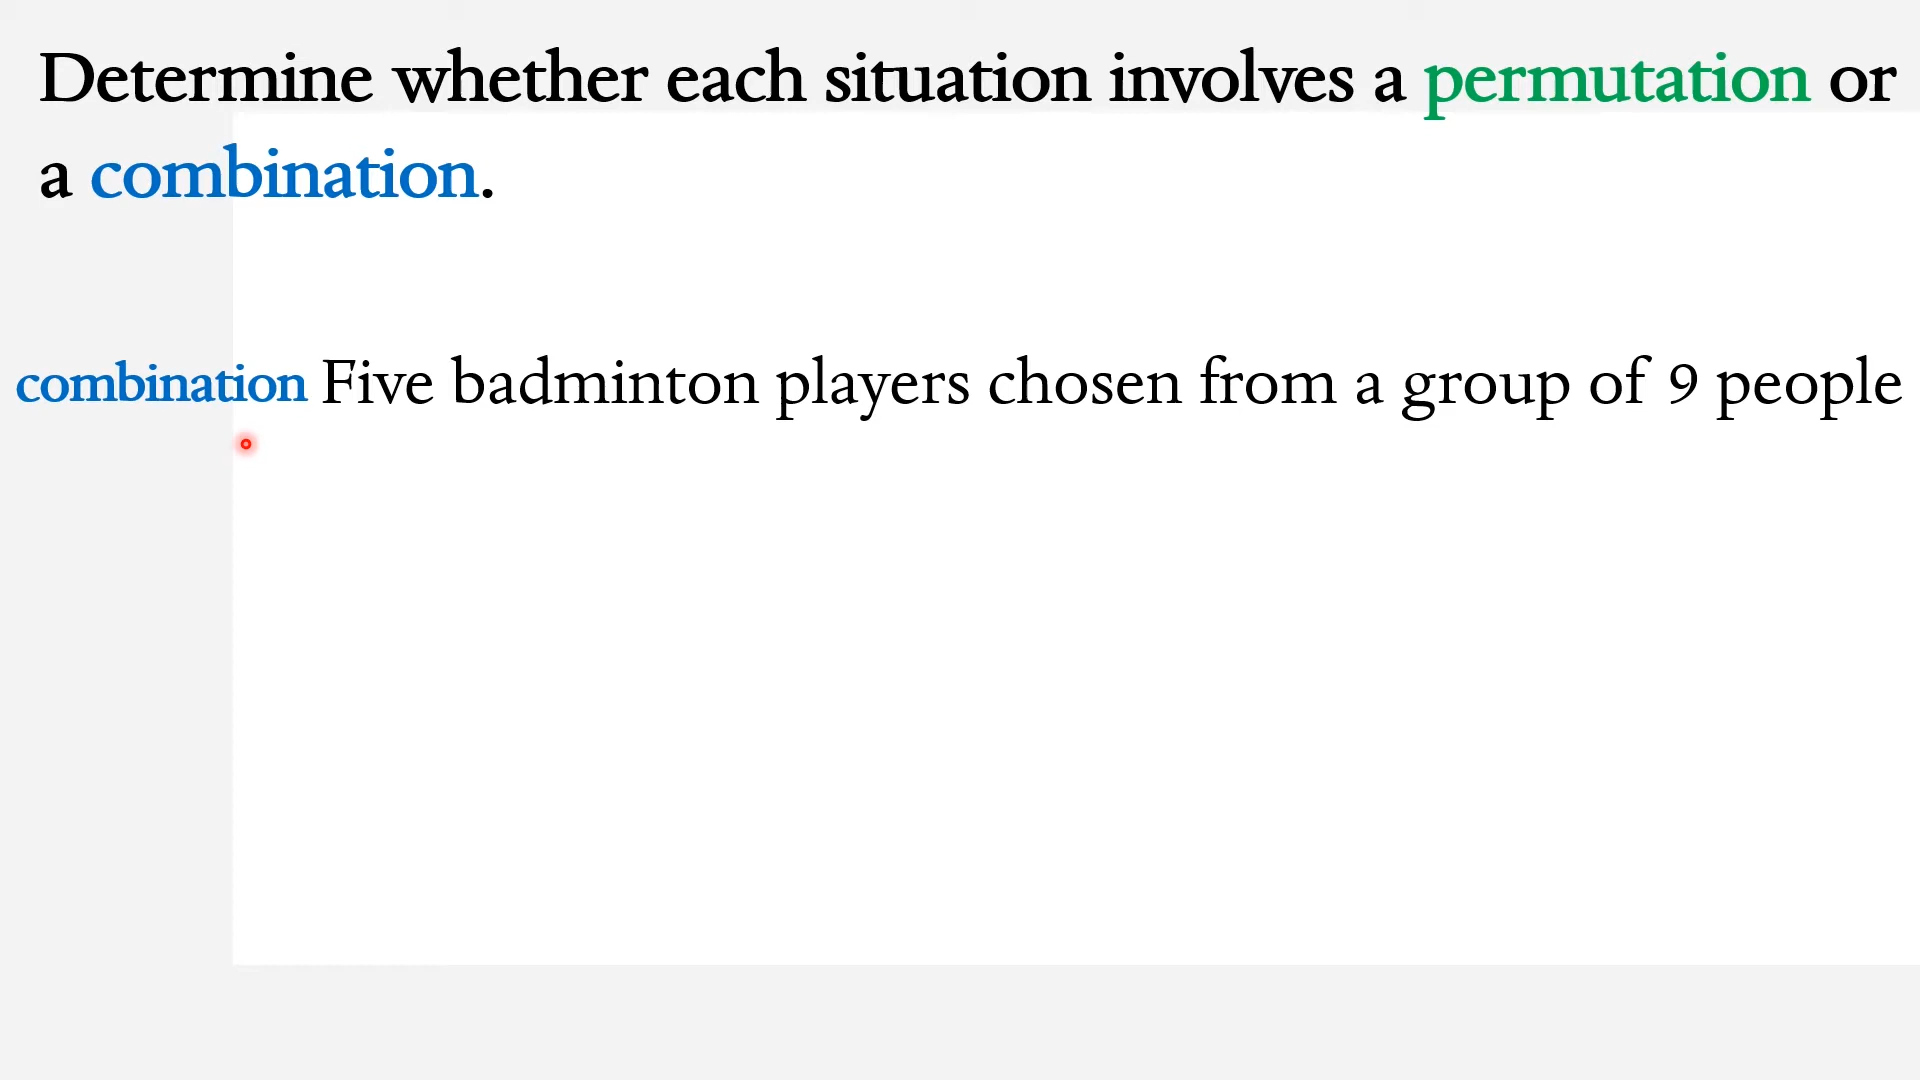 Determine whether each situation involves a permutation or
a combination.
combination Five badminton players chosen from a group of 9 people